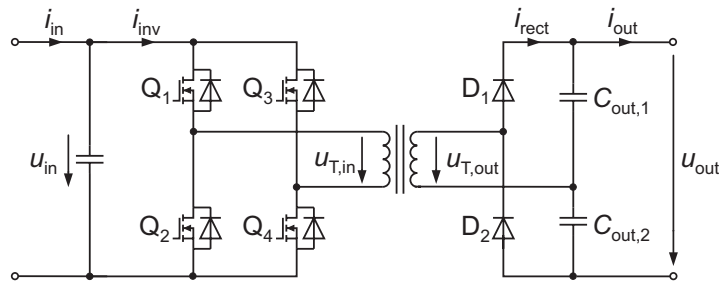 i_in i_inv i_rect i_out
Q_1 Q_3 D_1 C_out,1
u_in u_T,in u_T,out u_out
Q_2 Q_4 D_2 C_out,2